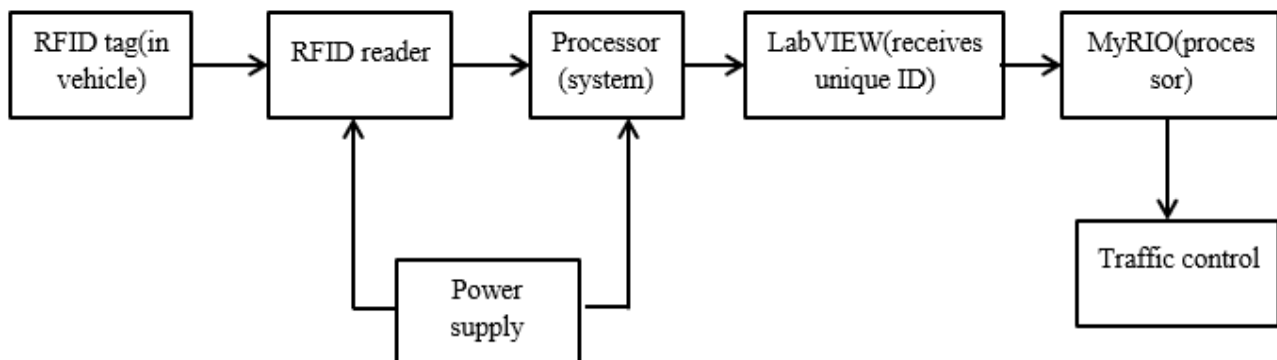 RFID tag(in
vehicle)
RFID reader
Processor
(system)
LabVIEW(receives
unique ID)
MyRIO(proces
sor)
Power
supply
Traffic control